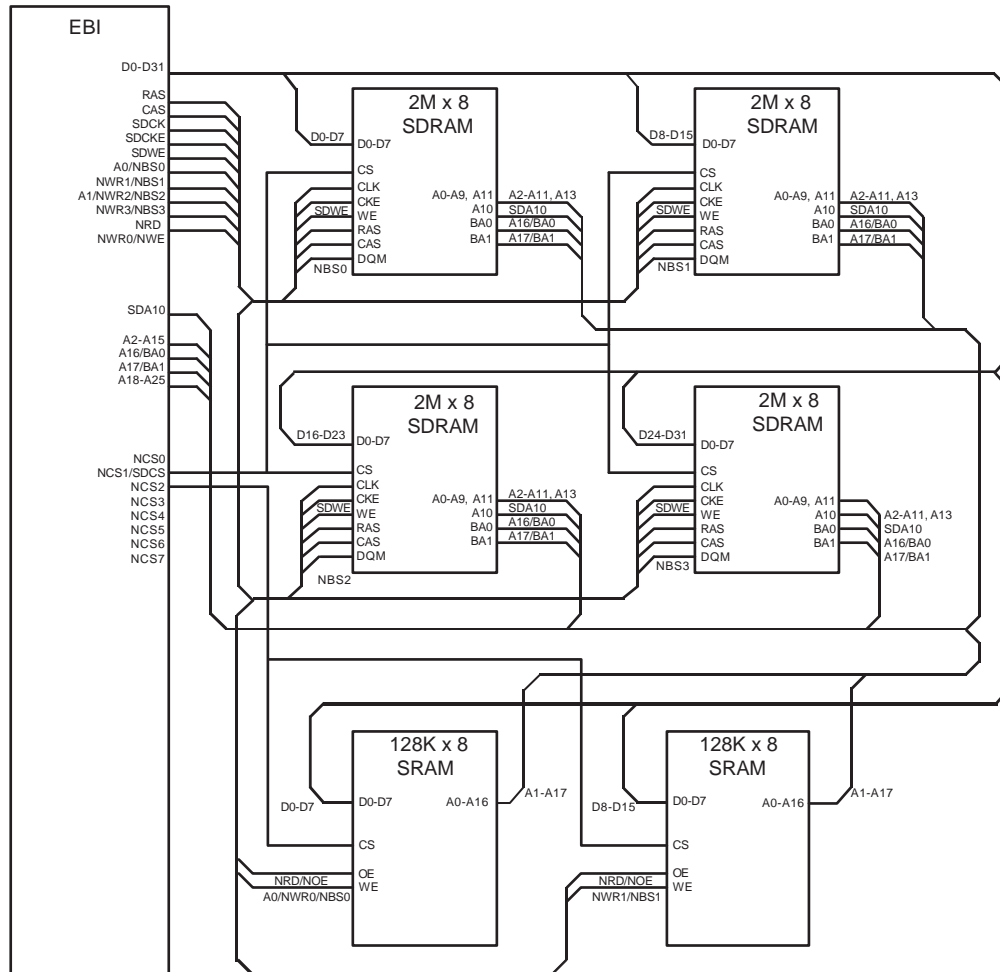 EBI
D0-D31
RAS
CAS
SDCK
SDCKE
SDWE
A0/NBS0
NWR1/NBS1
A1/NWR2/NBS2
NWR3/NBS3
NRD
NWR0/NWE
SDA10
A2-A15
A16/BA0
A17/BA1
A18-A25
NCS0
NCS1/SDCS
NCS2
NCS3
NCS4
NCS5
NCS6
NCS7
2M x 8
SDRAM
D0-D7
D0-D7
CS
CLK
CKE
SDWE
WE
RAS
CAS
DQM
NBS0
A0-A9, A11
A10
BA0
BA1
A2-A11, A13
SDA10
A16/BA0
A17/BA1
2M x 8
SDRAM
D8-D15
D0-D7
CS
CLK
CKE
SDWE
WE
RAS
CAS
DQM
NBS1
A0-A9, A11
A10
BA0
BA1
A2-A11, A13
SDA10
A16/BA0
A17/BA1
2M x 8
SDRAM
D16-D23
D0-D7
CS
CLK
CKE
SDWE
WE
RAS
CAS
DQM
NBS2
A0-A9, A11
A10
BA0
BA1
A2-A11, A13
SDA10
A16/BA0
A17/BA1
2M x 8
SDRAM
D24-D31
D0-D7
CS
CLK
CKE
SDWE
WE
RAS
CAS
DQM
NBS3
A0-A9, A11
A10
BA0
BA1
A2-A11, A13
SDA10
A16/BA0
A17/BA1
128K x 8
SRAM
D0-D7
D0-D7
A0-A16
A1-A17
CS
OE
NRD/NOE
WE
A0/NWR0/NBS0
128K x 8
SRAM
D8-D15
D0-D7
A0-A16
A1-A17
CS
OE
NRD/NOE
WE
NWR1/NBS1